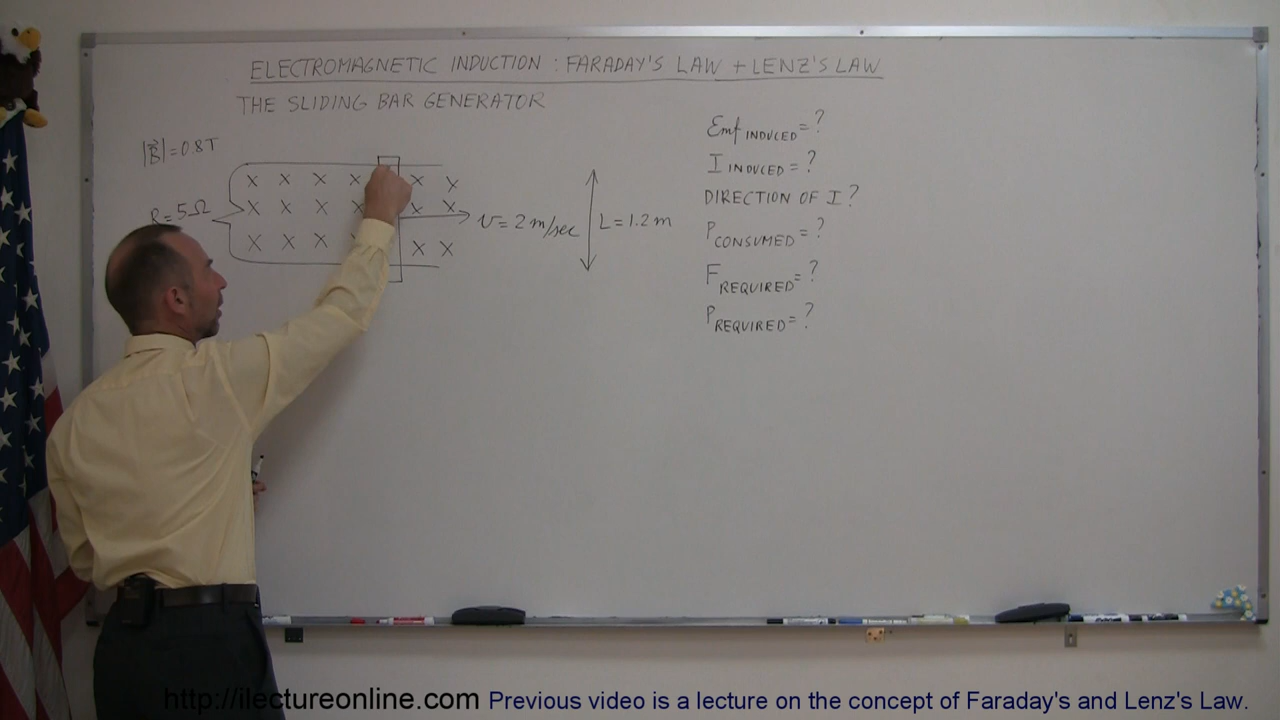 ELECTROMAGNETIC INDUCTION : FARADAY'S LAW + LENZ'S LAW
THE SLIDING BAR GENERATOR
|B⃗| = 0.8 T
R = 5Ω
x x x x x x
x x x x x x
x x x x x x
v = 2 m/sec
L = 1.2 m
Emf INDUCED = ?
I INDUCED = ?
DIRECTION OF I ?
P CONSUMED = ?
F REQUIRED = ?
P REQUIRED = ?
http://ilectureonline.com Previous video is a lecture on the concept of Faraday's and Lenz's Law.